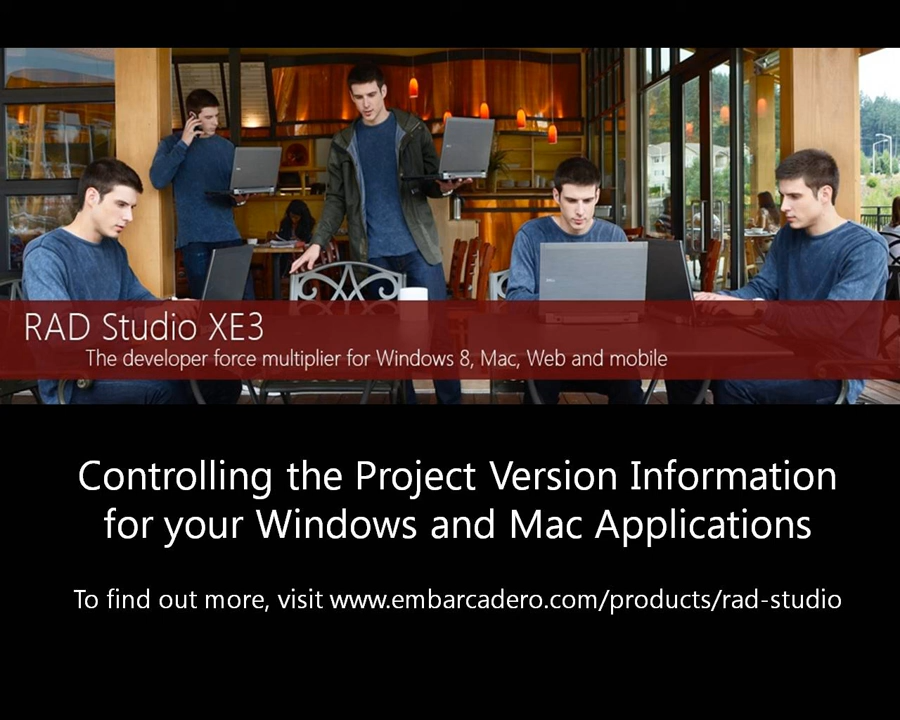 RAD Studio XE3
The developer force multiplier for Windows 8, Mac, Web and mobile
Controlling the Project Version Information
for your Windows and Mac Applications
To find out more, visit www.embarcadero.com/products/rad-studio